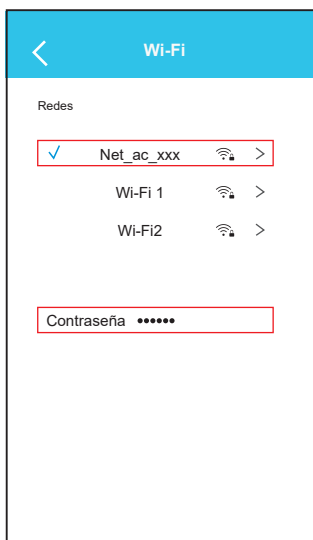 Wi-Fi
Redes
Net_ac_xxx
Wi-Fi 1
Wi-Fi2
Contraseña ••••••